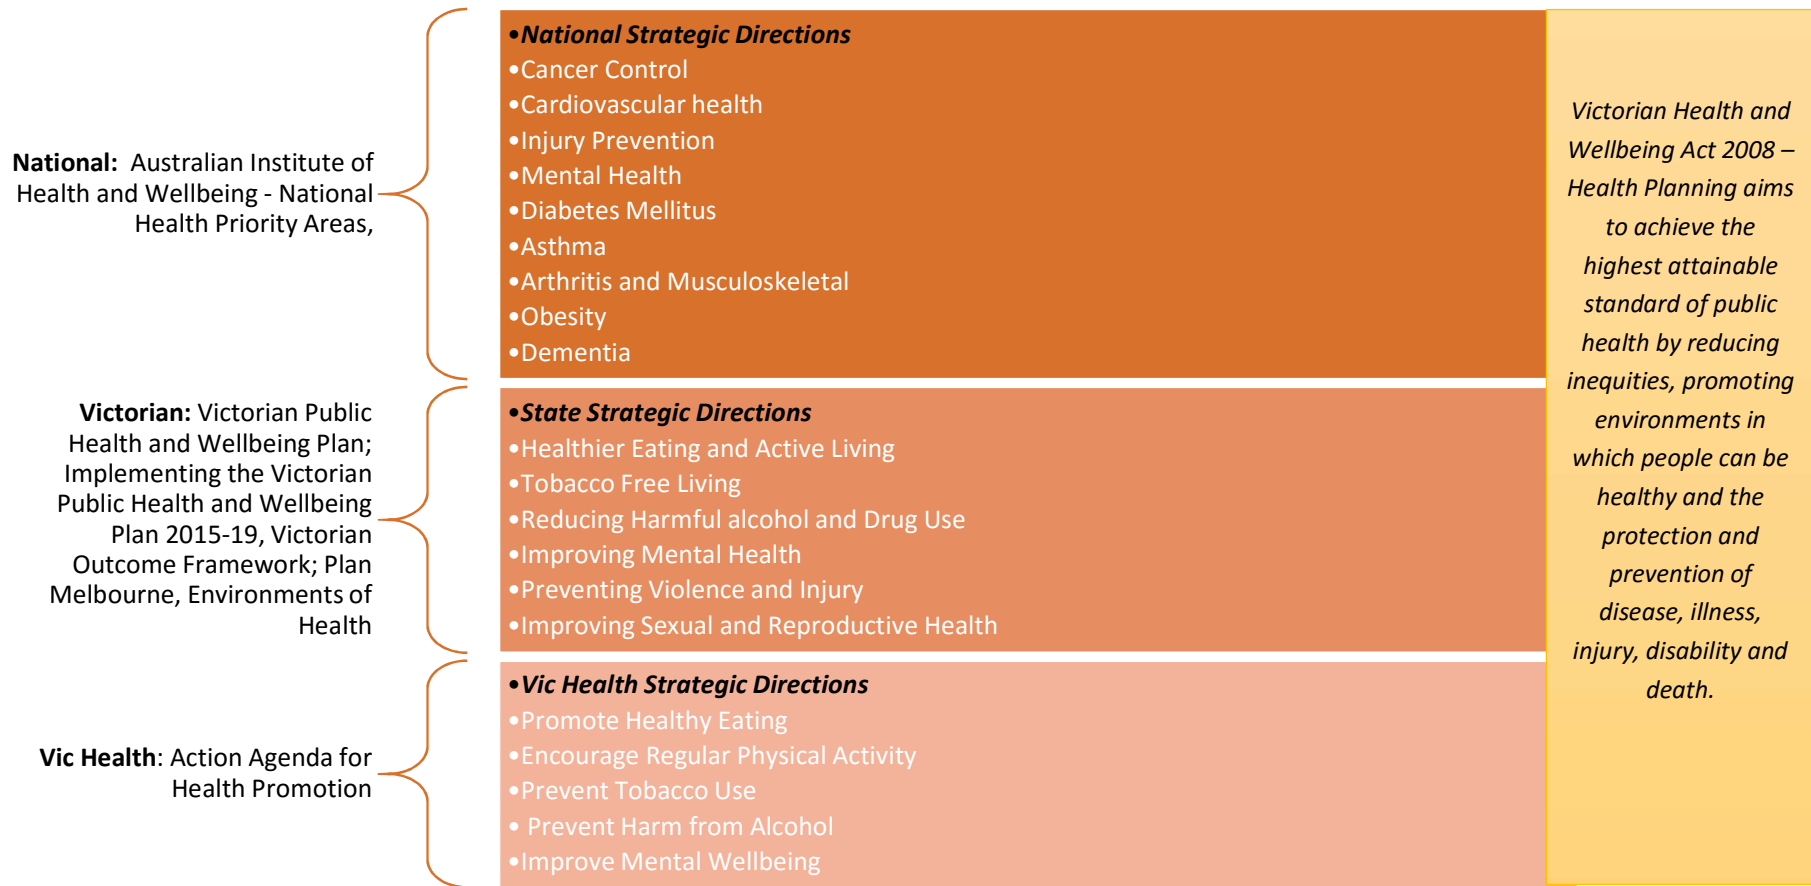 National: Australian Institute of
Health and Wellbeing - National
Health Priority Areas,
•National Strategic Directions
•Cancer Control
•Cardiovascular health
•Injury Prevention
•Mental Health
•Diabetes Mellitus
•Asthma
•Arthritis and Musculoskeletal
•Obesity
•Dementia
Victorian: Victorian Public
Health and Wellbeing Plan;
Implementing the Victorian
Public Health and Wellbeing
Plan 2015-19, Victorian
Outcome Framework; Plan
Melbourne, Environments of
Health
•State Strategic Directions
•Healthier Eating and Active Living
•Tobacco Free Living
•Reducing Harmful alcohol and Drug Use
•Improving Mental Health
•Preventing Violence and Injury
•Improving Sexual and Reproductive Health
Vic Health: Action Agenda for
Health Promotion
•Vic Health Strategic Directions
•Promote Healthy Eating
•Encourage Regular Physical Activity
•Prevent Tobacco Use
• Prevent Harm from Alcohol
•Improve Mental Wellbeing
Victorian Health and
Wellbeing Act 2008 –
Health Planning aims
to achieve the
highest attainable
standard of public
health by reducing
inequities, promoting
environments in
which people can be
healthy and the
protection and
prevention of
disease, illness,
injury, disability and
death.